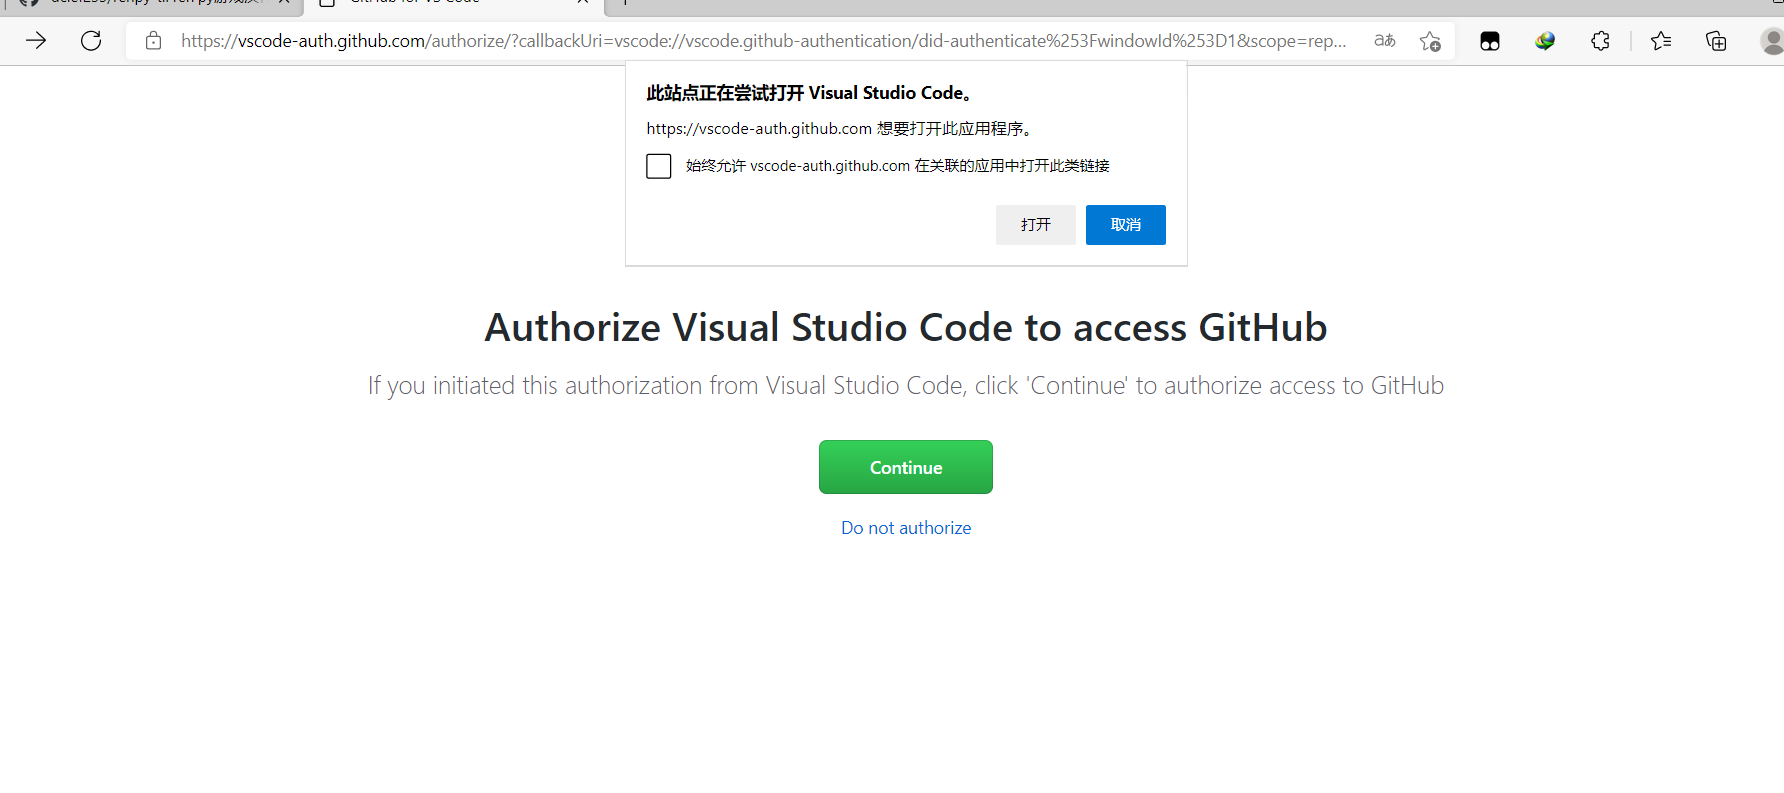 GitHub for VS Code
https://vscode-auth.github.com/authorize/?callbackUri=vscode://vscode.github-authentication/did-authenticate%253FwindowId%253D1&scope=rep...
此站点正在尝试打开 Visual Studio Code。
https://vscode-auth.github.com 想要打开此应用程序。
始终允许 vscode-auth.github.com 在关联的应用中打开此类链接
打开
取消
Authorize Visual Studio Code to access GitHub
If you initiated this authorization from Visual Studio Code, click 'Continue' to authorize access to GitHub
Continue
Do not authorize